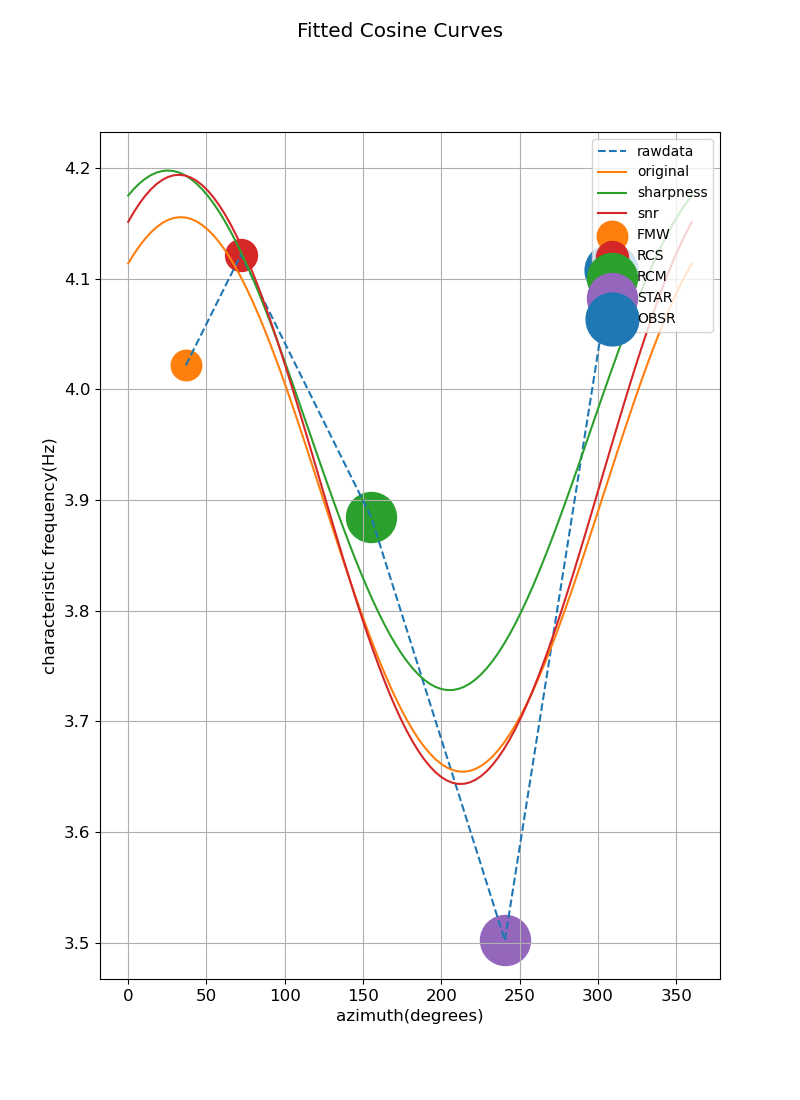 Fitted Cosine Curves
rawdata
original
sharpness
snr
FMW
RCS
RCM
STAR
OBSR
4.2
4.1
4.0
3.9
3.8
3.7
3.6
3.5
characteristic frequency(Hz)
0 50 100 150 200 250 300 350
azimuth(degrees)